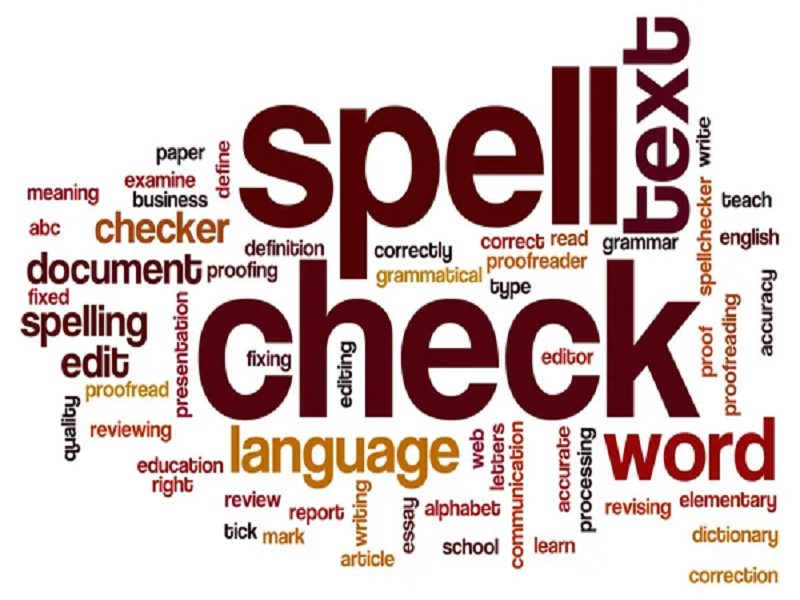 text
spell
write
paper
define
examine
meaning
business
teach
abc
checker
spellchecker
english
definition
correctly
correct
read
grammar
document
proofing
grammatical
proofreader
type
fixed
accuracy
check
spelling
presentation
proof
proofreading
edit
fixing
editing
editor
proofread
quality
reviewing
language
web
letters
communication
accurate
processing
word
education
right
review
report
writing
essay
alphabet
revising
elementary
tick
mark
school
learn
dictionary
article
correction